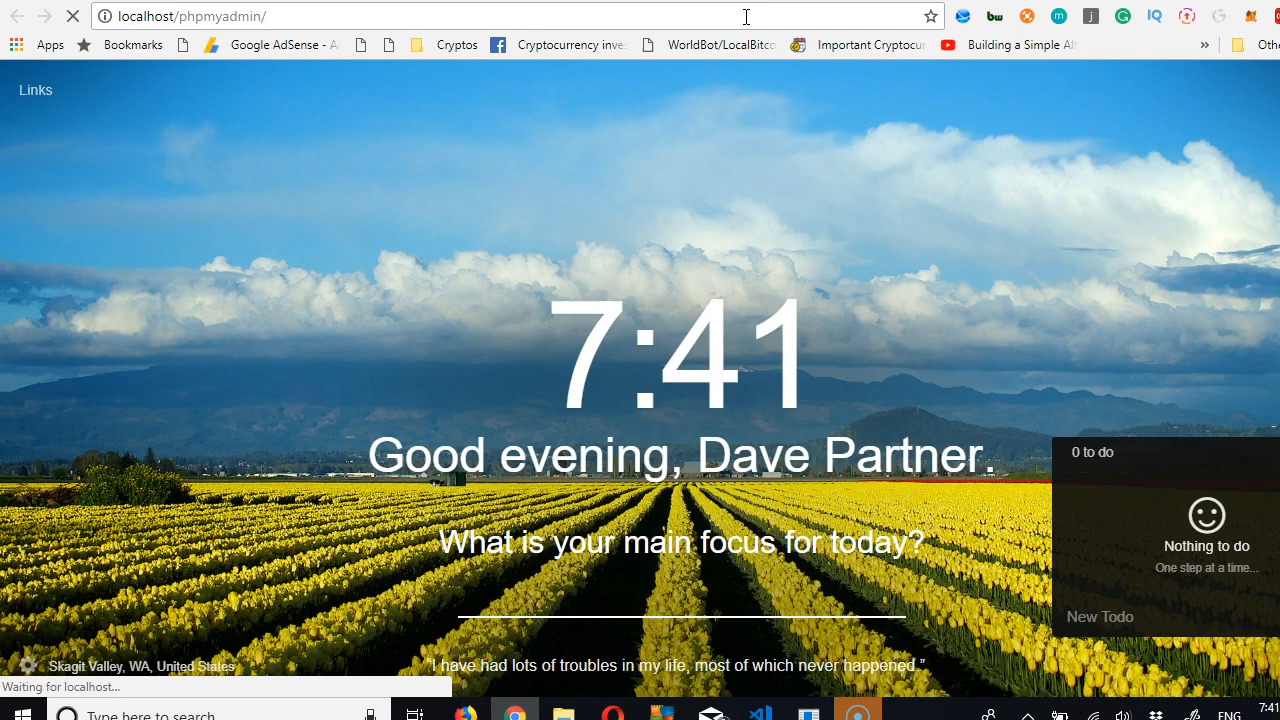 localhost/phpmyadmin/
Apps Bookmarks Google AdSense - A Cryptos Cryptocurrency inve WorldBat/LocalBitco Important Cryptocur Building a Simple Alt » Othe
Links
7:41
Good evening, Dave Partner.
What is your main focus for today?
0 to do
Nothing to do
One step at a time...
New Todo
Skagit Valley, WA, United States
“I have had lots of troubles in my life, most of which never happened.”
Waiting for localhost...
Type here to search
ENG
7:41